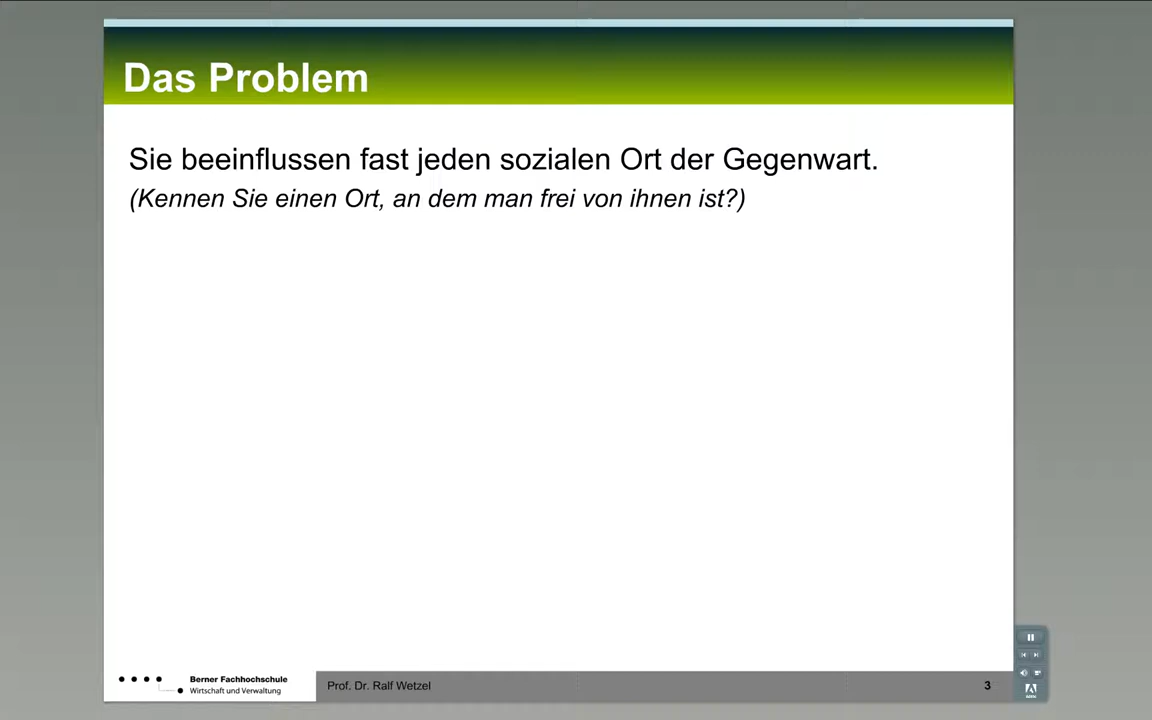 Das Problem
Sie beeinflussen fast jeden sozialen Ort der Gegenwart.
(Kennen Sie einen Ort, an dem man frei von ihnen ist?)
Berner Fachhochschule
Wirtschaft und Verwaltung
Prof. Dr. Ralf Wetzel
3